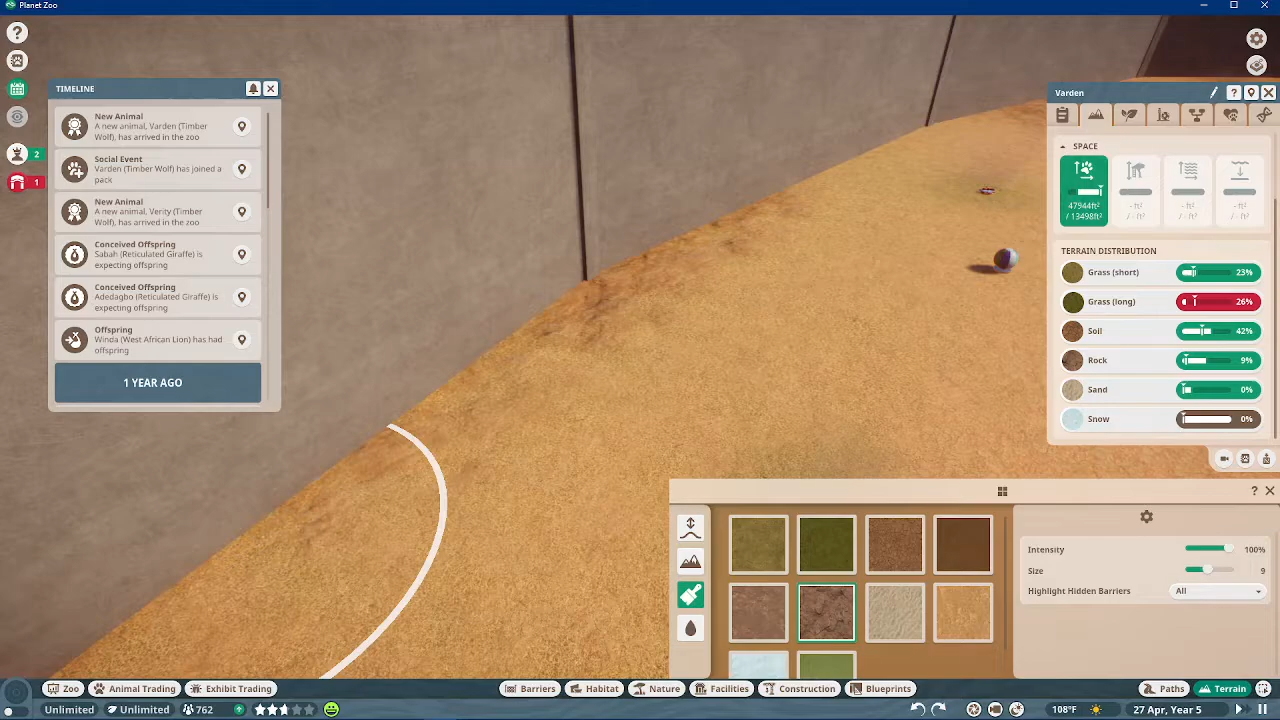 Planet Zoo
TIMELINE
New Animal
A new animal, Varden (Timber
Wolf), has arrived in the zoo
Social Event
Varden (Timber Wolf) has joined a
pack
New Animal
A new animal, Verity (Timber
Wolf), has arrived in the zoo
Conceived Offspring
Sabah (Reticulated Giraffe) is
expecting offspring
Conceived Offspring
Adedagbo (Reticulated Giraffe) is
expecting offspring
Offspring
Winda (West African Lion) has had
offspring
1 YEAR AGO
2
1
Varden
?
SPACE
47944ft²
/ 13498ft²
- ft²
/ - ft²
- ft²
/ - ft²
- ft²
/ - ft²
TERRAIN DISTRIBUTION
Grass (short) 23%
Grass (long) 26%
Soil 42%
Rock 9%
Sand 0%
Snow 0%
?
Intensity 100%
Size 9
Highlight Hidden Barriers All
Zoo Animal Trading Exhibit Trading Barriers Habitat Nature Facilities Construction Blueprints Paths Terrain
Unlimited Unlimited 762 108°F 27 Apr, Year 5